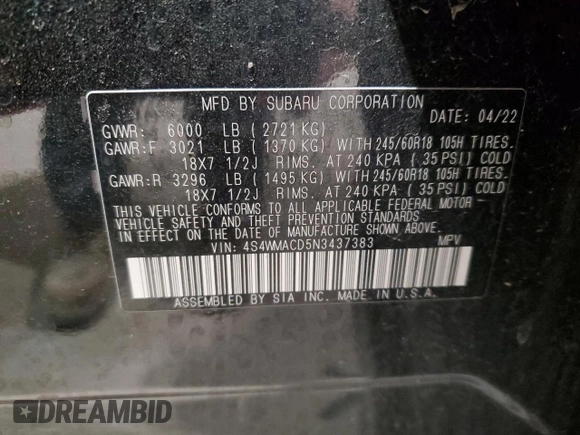 MFD BY SUBARU CORPORATION
DATE: 04/22
GVWR: 6000 LB ( 2721 KG)
GAWR:F 3021 LB ( 1370 KG) WITH 245/60R18 105H TIRES.
18X7 1/2J RIMS. AT 240 KPA ( 35 PSI) COLD
GAWR:R 3296 LB ( 1495 KG) WITH 245/60R18 105H TIRES.
18X7 1/2J RIMS. AT 240 KPA ( 35 PSI) COLD
THIS VEHICLE CONFORMS TO ALL APPLICABLE FEDERAL MOTOR
VEHICLE SAFETY AND THEFT PREVENTION STANDARDS
IN EFFECT ON THE DATE OF MANUFACTURE SHOWN ABOVE.
VIN: 4S4WMACD5N3437383 MPV
ASSEMBLED BY SIA INC. MADE IN U.S.A.
DREAMBID